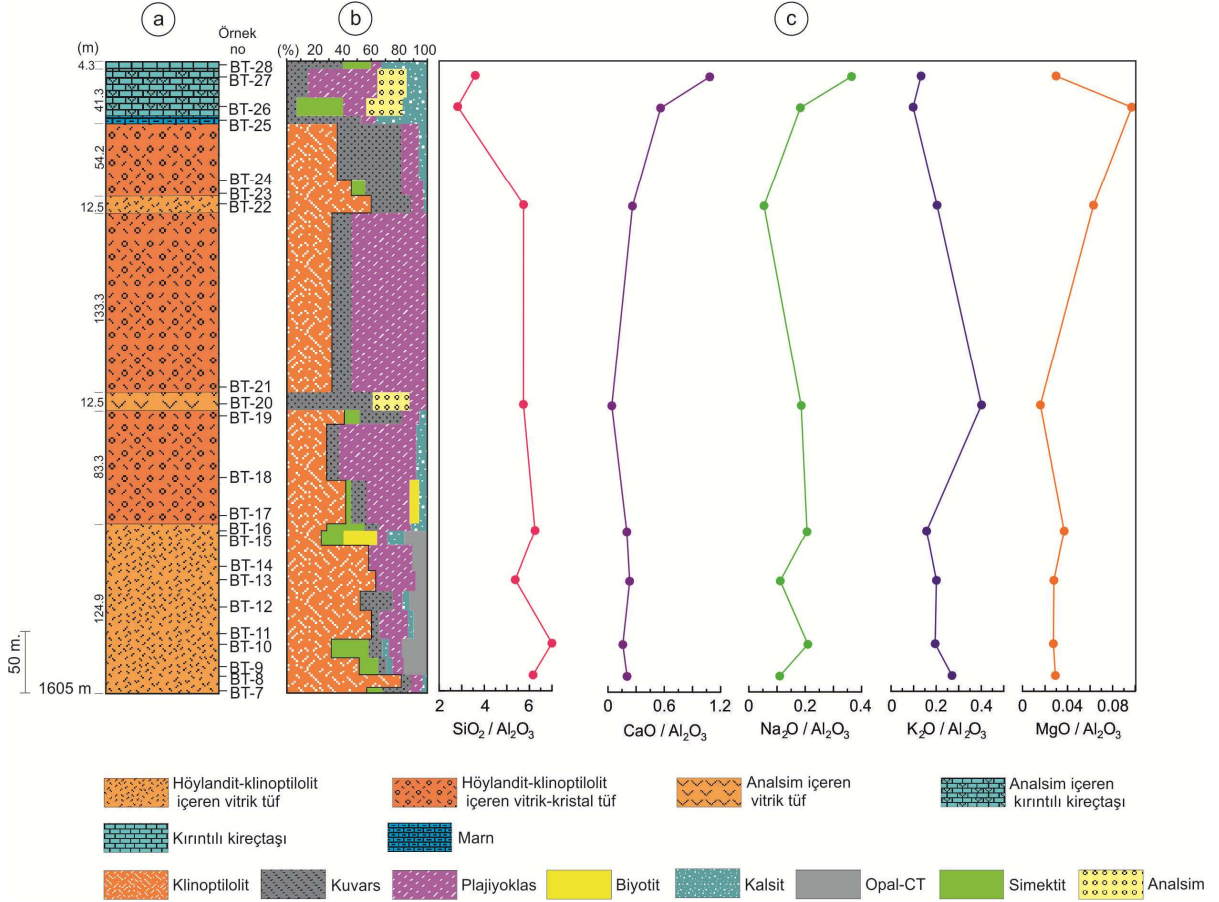 a
b
c
Örnek no
(m)
(%) 20 40 60 80 100
4.3
41.3
54.2
12.5
133.3
12.5
83.3
124.9
50 m.
1605 m
BT-28
BT-27
BT-26
BT-25
BT-24
BT-23
BT-22
BT-21
BT-20
BT-19
BT-18
BT-17
BT-16
BT-15
BT-14
BT-13
BT-12
BT-11
BT-10
BT-9
BT-8
BT-7
2 4 6
SiO₂ / Al₂O₃
0 0.6 1.2
CaO / Al₂O₃
0 0.2 0.4
Na₂O / Al₂O₃
0 0.2 0.4
K₂O / Al₂O₃
0 0.04 0.08
MgO / Al₂O₃
Höylandit-klinoptilolit
içeren vitrik tüf
Höylandit-klinoptilolit
içeren vitrik-kristal tüf
Analsim içeren
vitrik tüf
Analsim içeren
kırıntılı kireçtaşı
Kırıntılı kireçtaşı
Marn
Klinoptilolit
Kuvars
Plajiyoklas
Biyotit
Kalsit
Opal-CT
Simektit
Analsim